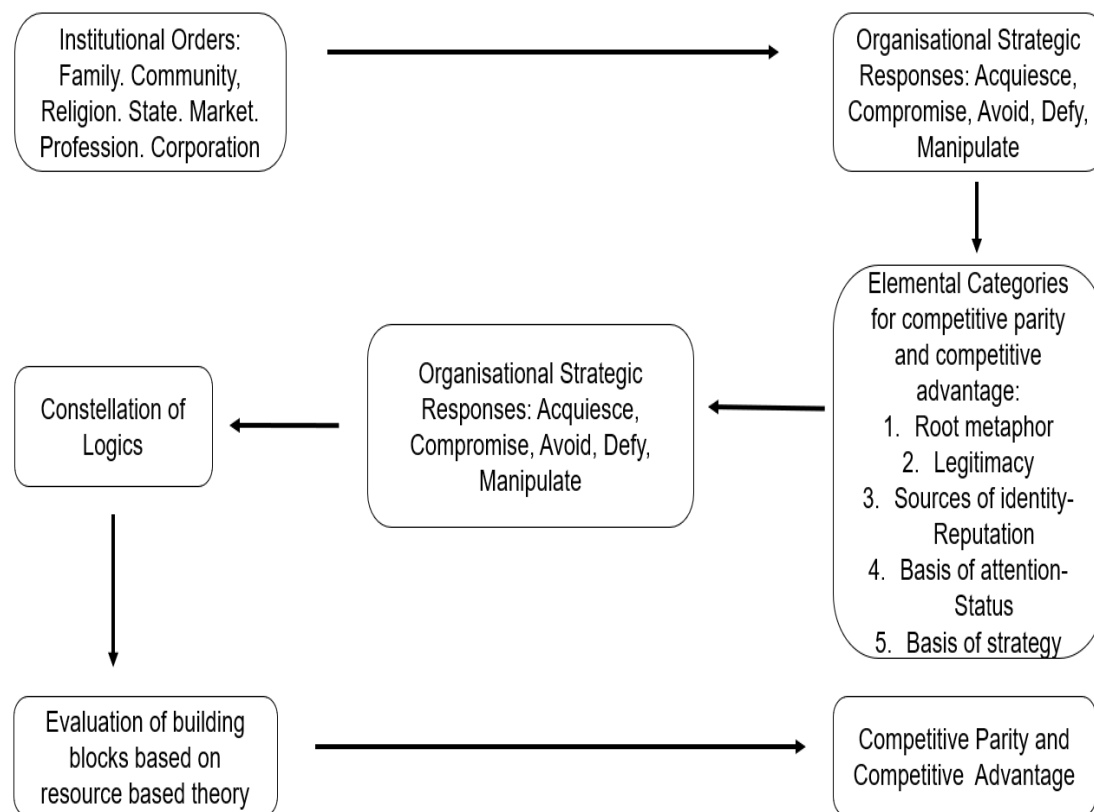 Institutional Orders:
Family. Community,
Religion. State. Market.
Profession. Corporation
Organisational Strategic
Responses: Acquiesce,
Compromise, Avoid, Defy,
Manipulate
Elemental Categories
for competitive parity
and competitive
advantage:
1. Root metaphor
2. Legitimacy
3. Sources of identity-
Reputation
4. Basis of attention-
Status
5. Basis of strategy
Organisational Strategic
Responses: Acquiesce,
Compromise, Avoid, Defy,
Manipulate
Constellation of
Logics
Evaluation of building
blocks based on
resource based theory
Competitive Parity and
Competitive Advantage